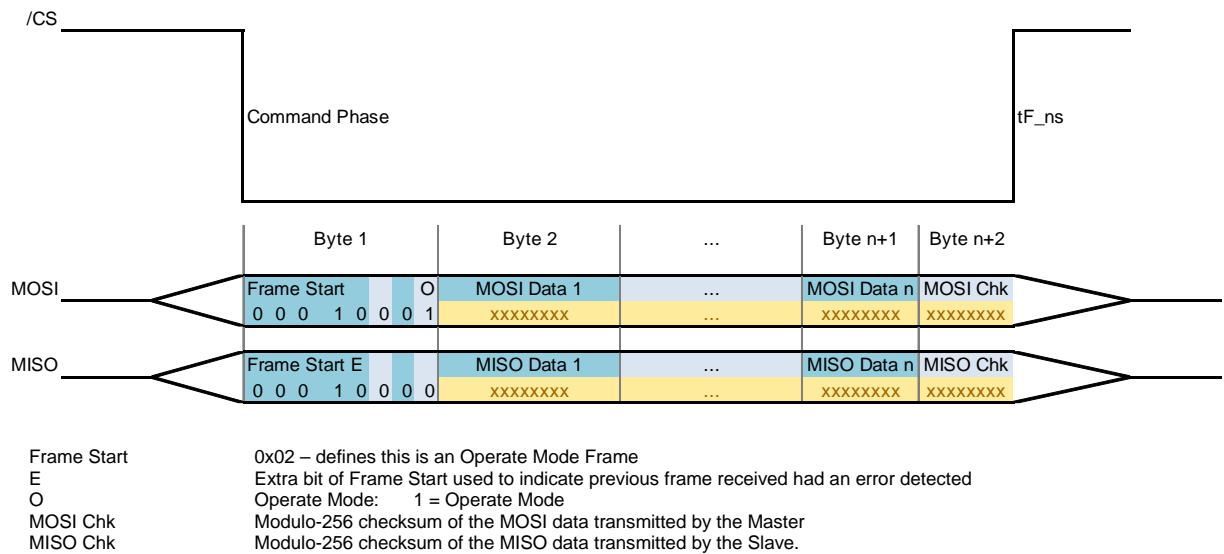 /CS
Command Phase
tF_ns
Byte 1 Byte 2 ... Byte n+1 Byte n+2
MOSI Frame Start O MOSI Data 1 ... MOSI Data n MOSI Chk
0 0 0 1 0 0 0 1 xxxxxxxx ... xxxxxxxx xxxxxxxx
MISO Frame Start E MISO Data 1 ... MISO Data n MISO Chk
0 0 0 1 0 0 0 0 xxxxxxxx ... xxxxxxxx xxxxxxxx
Frame Start 0x02 – defines this is an Operate Mode Frame
E Extra bit of Frame Start used to indicate previous frame received had an error detected
O Operate Mode: 1 = Operate Mode
MOSI Chk Modulo-256 checksum of the MOSI data transmitted by the Master
MISO Chk Modulo-256 checksum of the MISO data transmitted by the Slave.